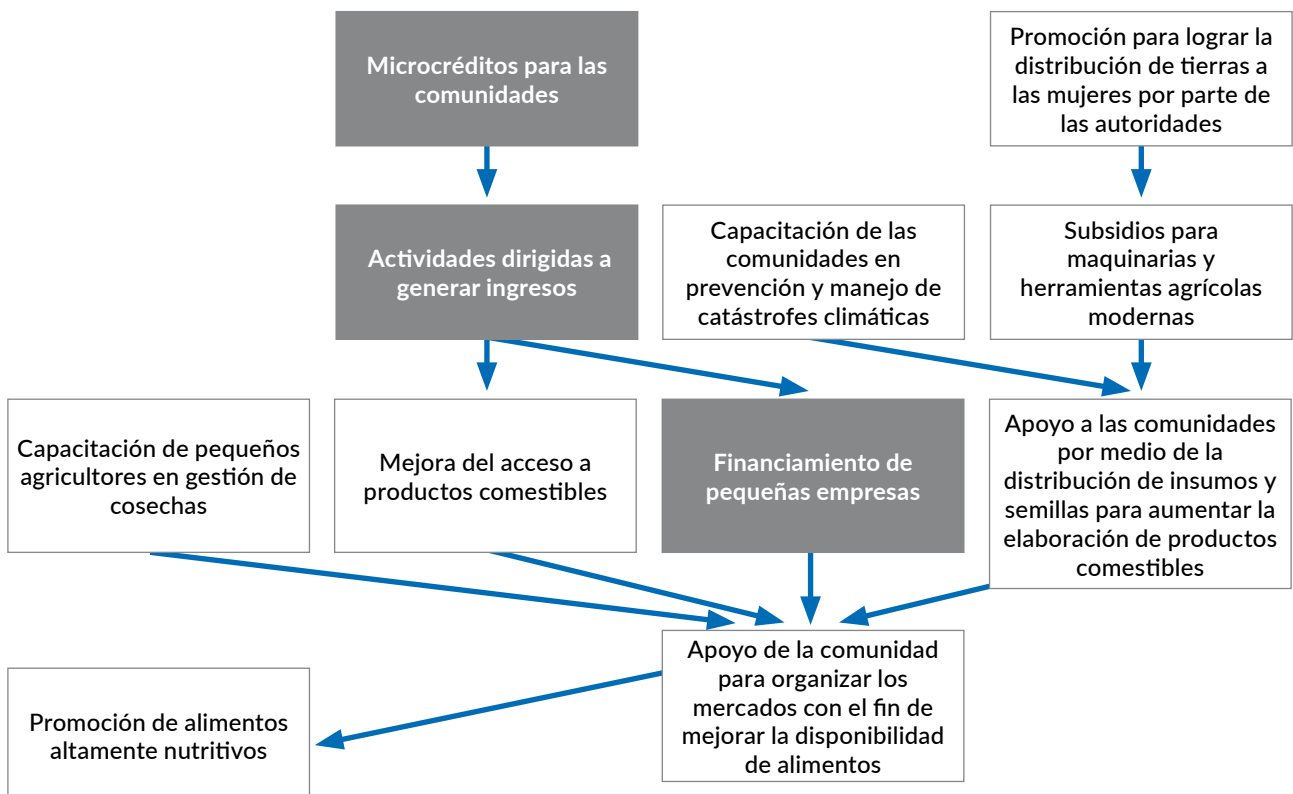 Microcréditos para las
comunidades
Promoción para lograr la
distribución de tierras a
las mujeres por parte de
las autoridades
Actividades dirigidas a
generar ingresos
Capacitación de las
comunidades en
prevención y manejo de
catástrofes climáticas
Subsidios para
maquinarias y
herramientas agrícolas
modernas
Capacitación de pequeños
agricultores en gestión de
cosechas
Mejora del acceso a
productos comestibles
Financiamiento de
pequeñas empresas
Apoyo a las comunidades
por medio de la
distribución de insumos y
semillas para aumentar la
elaboración de productos
comestibles
Promoción de alimentos
altamente nutritivos
Apoyo de la comunidad
para organizar los
mercados con el fin de
mejorar la disponibilidad
de alimentos